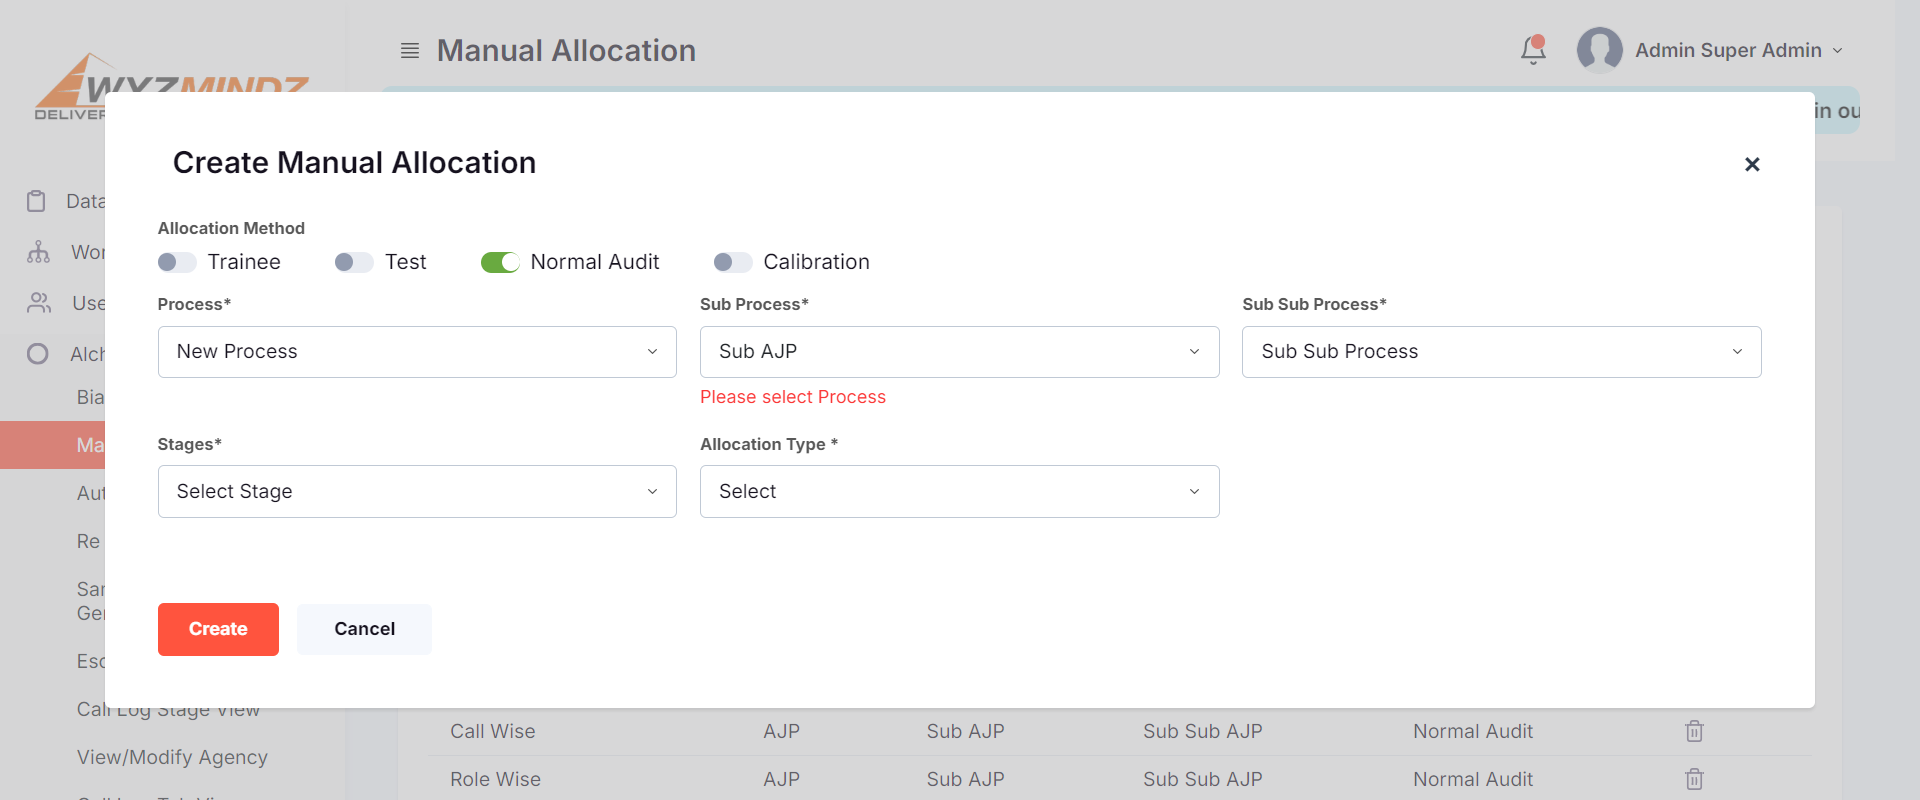 Manual Allocation
Admin Super Admin
WYZMINDZ
DELIVER
in ou
Create Manual Allocation
Data
Wor
Use
Alch
Bia
Ma
Aut
Re
Sar
Ger
Esc
Call Log Stage View
View/Modify Agency
Allocation Method
Trainee
Test
Normal Audit
Calibration
Process*
Sub Process*
Sub Sub Process*
New Process
Sub AJP
Sub Sub Process
Please select Process
Stages*
Allocation Type *
Select Stage
Select
Create
Cancel
Call Wise AJP Sub AJP Sub Sub AJP Normal Audit
Role Wise AJP Sub AJP Sub Sub AJP Normal Audit